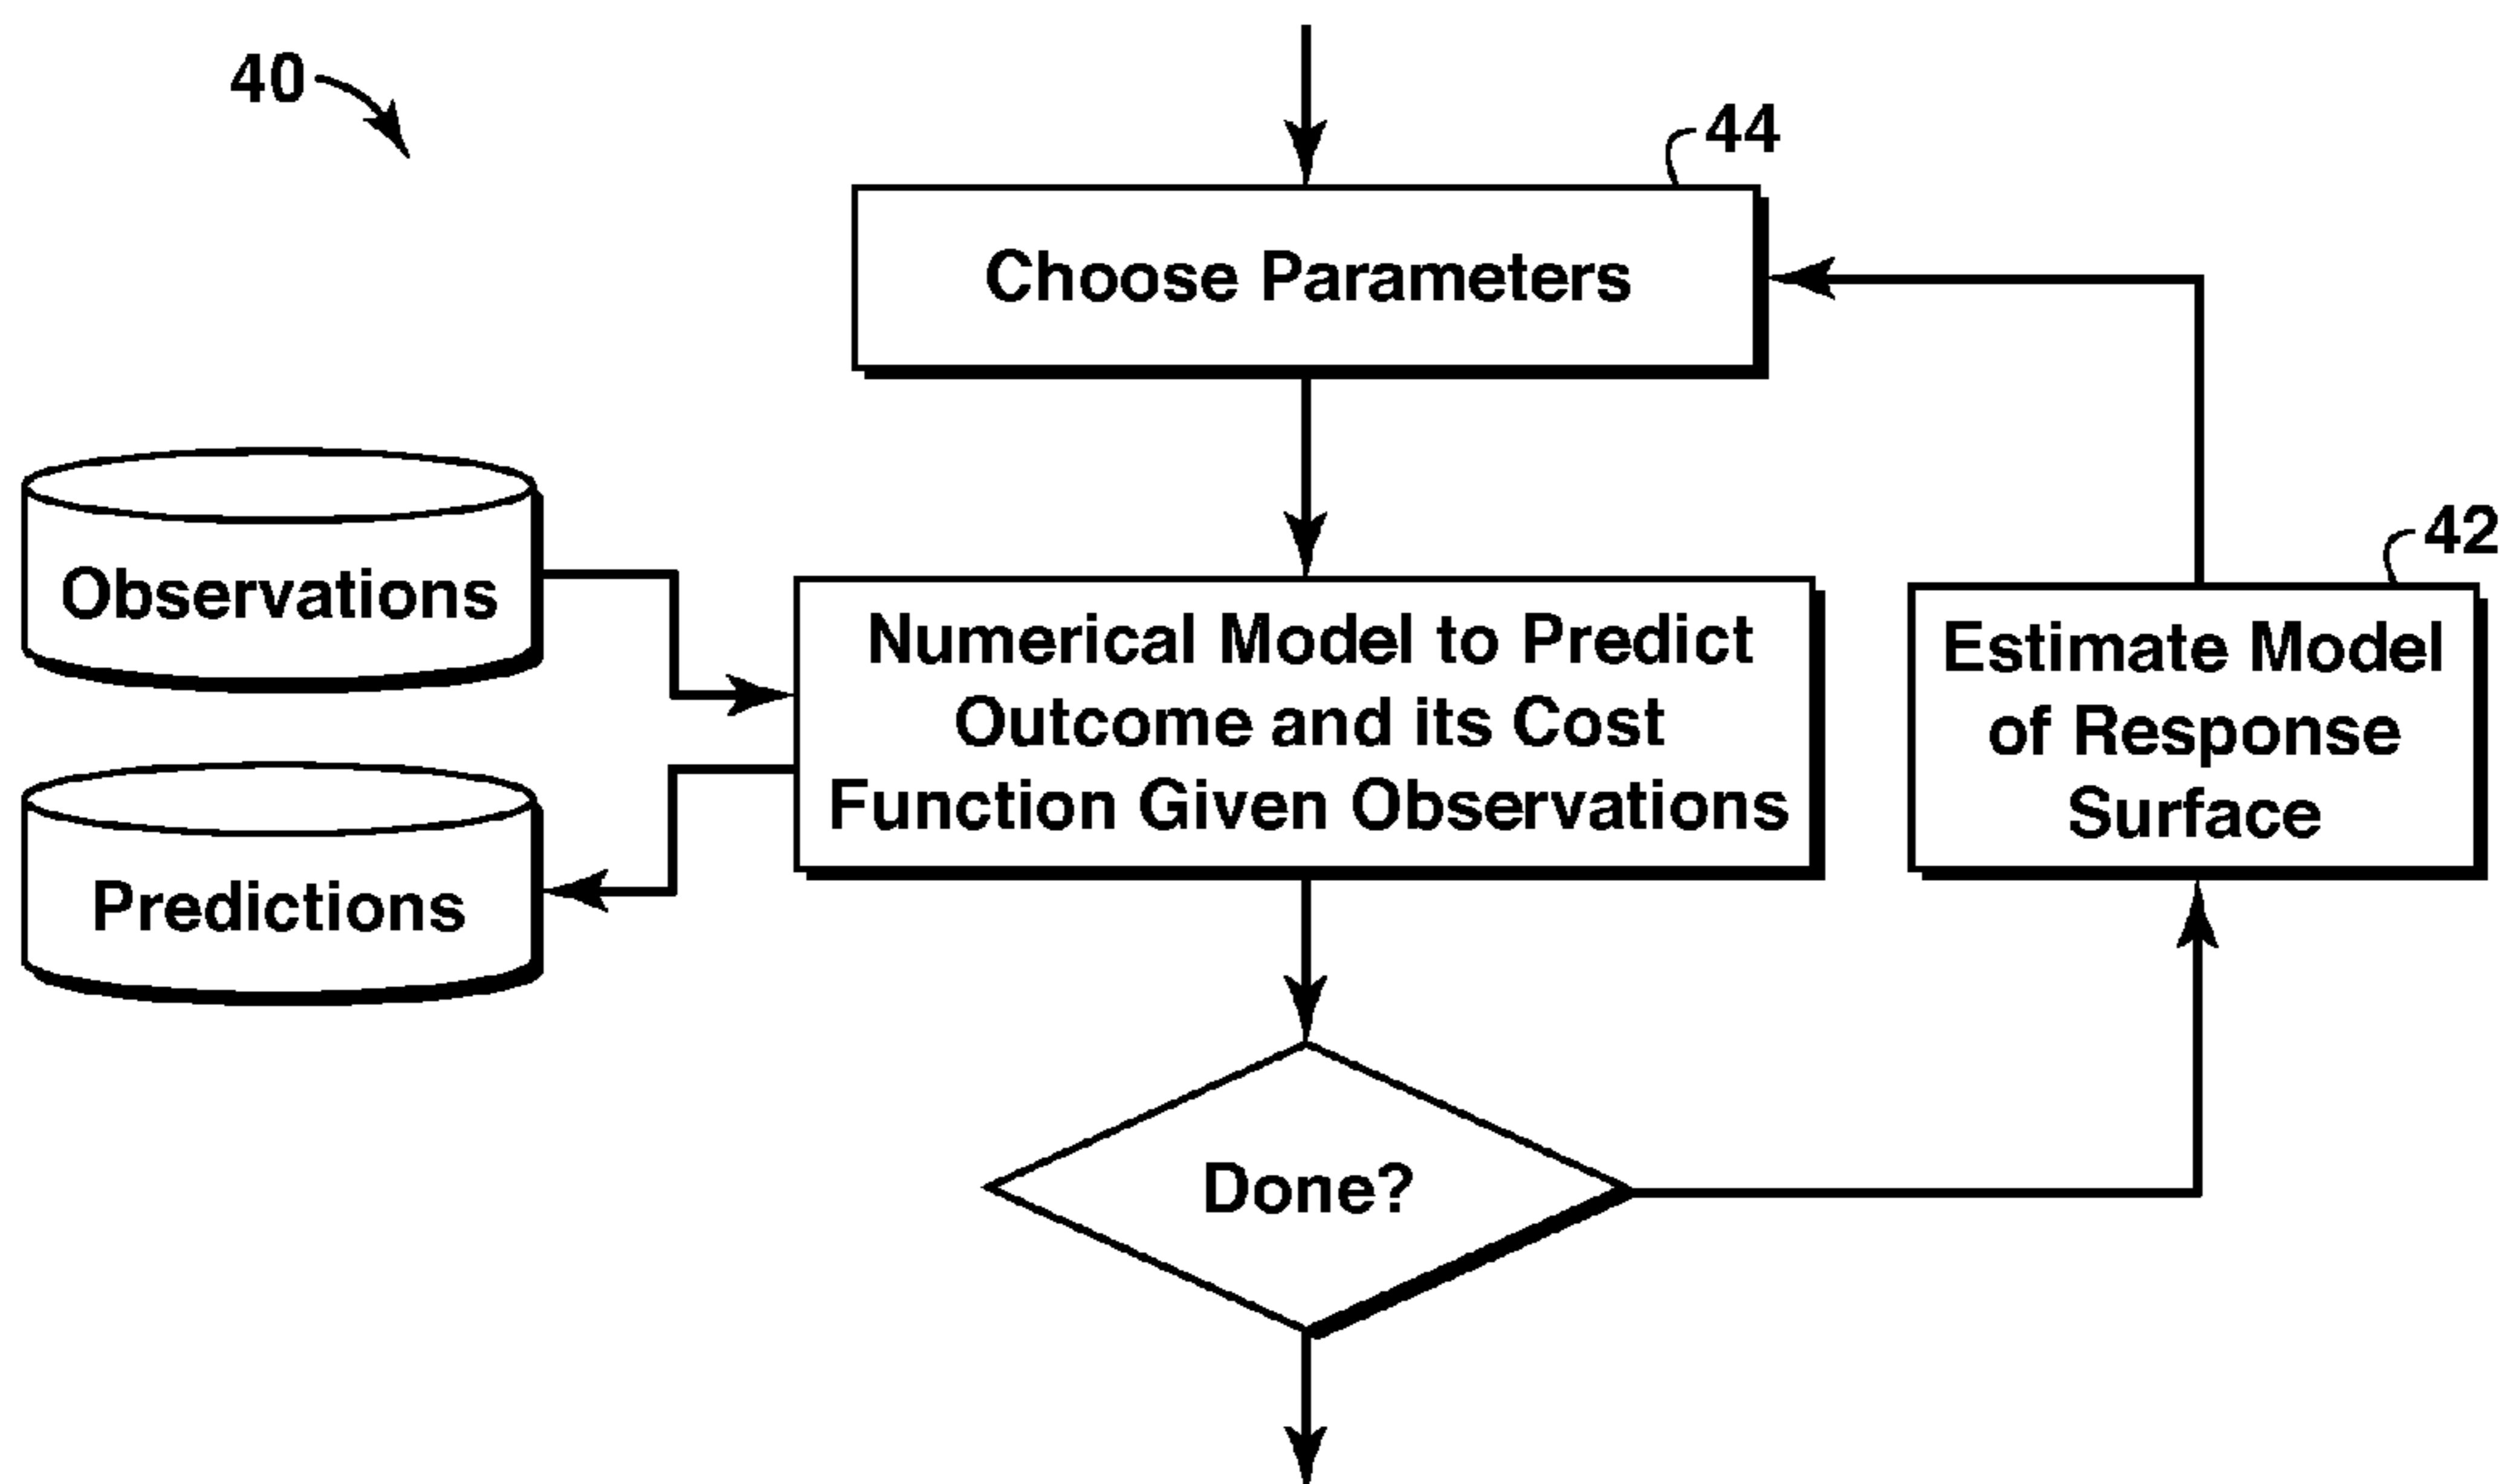 40
44
Choose Parameters
42
Observations
Numerical Model to Predict
Outcome and its Cost
Function Given Observations
Estimate Model
of Response
Surface
Predictions
Done?